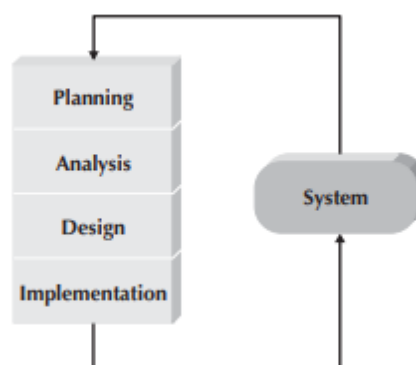 Planning
Analysis
System
Design
Implementation